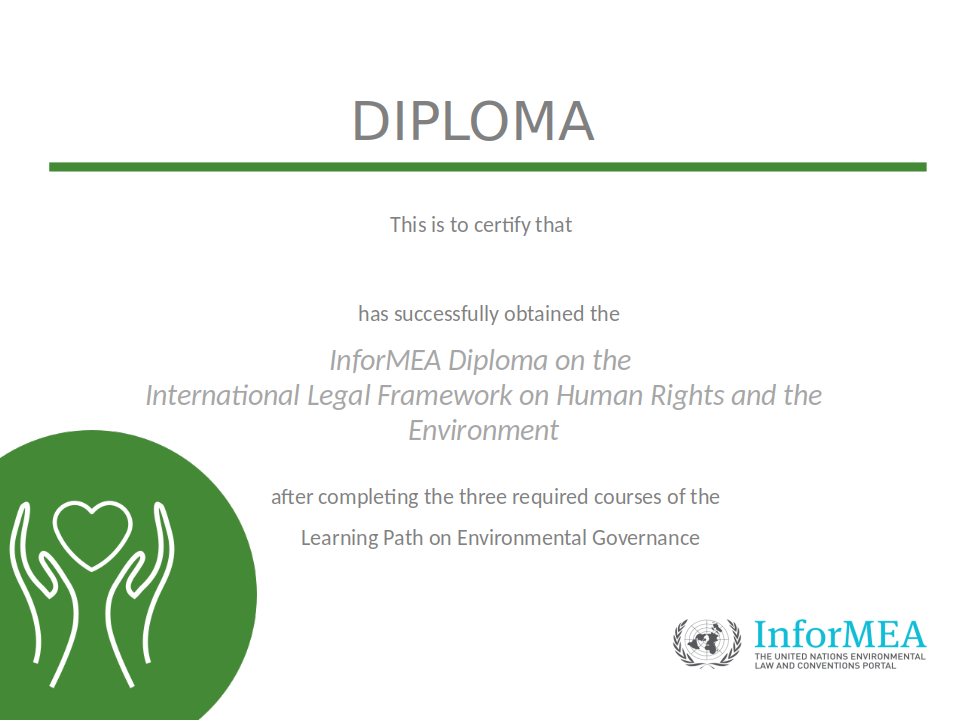 DIPLOMA
This is to certify that
has successfully obtained the
InforMEA Diploma on the
International Legal Framework on Human Rights and the
Environment
after completing the three required courses of the
Learning Path on Environmental Governance
InforMEA
THE UNITED NATIONS ENVIRONMENTAL
LAW AND CONVENTIONS PORTAL